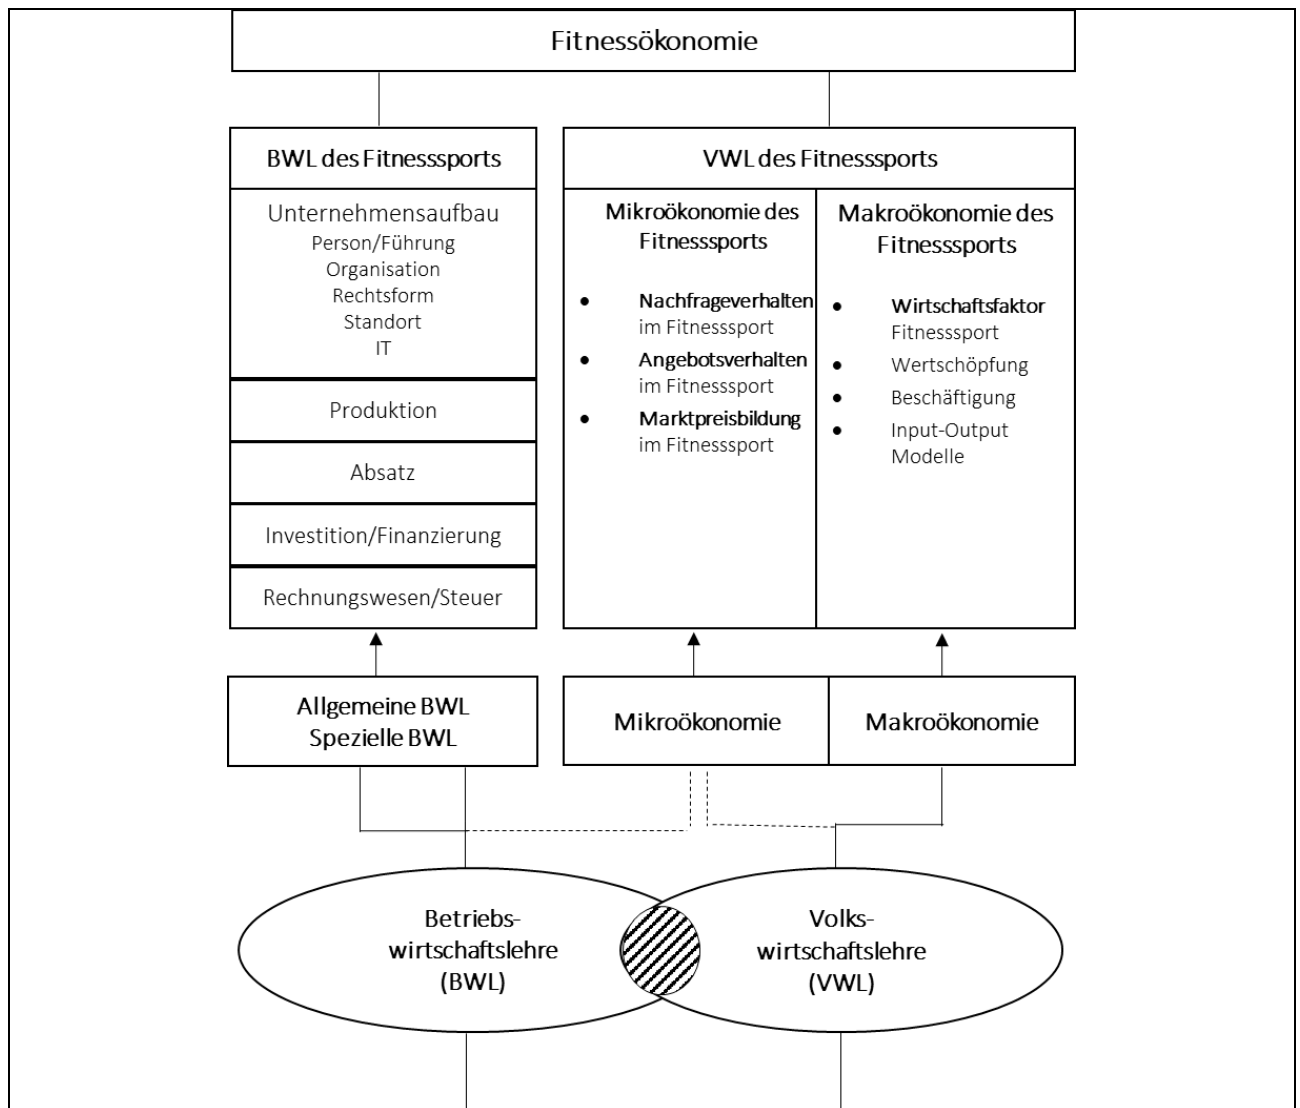 Fitnessökonomie
BWL des Fitnesssports
Unternehmensaufbau
Person/Führung
Organisation
Rechtsform
Standort
IT
Produktion
Absatz
Investition/Finanzierung
Rechnungswesen/Steuer
VWL des Fitnesssports
Mikroökonomie des
Fitnesssports
• Nachfrageverhalten
im Fitnesssport
• Angebotsverhalten
im Fitnesssport
• Marktpreisbildung
im Fitnesssport
Makroökonomie des
Fitnesssports
• Wirtschaftsfaktor
Fitnesssport
• Wertschöpfung
• Beschäftigung
• Input-Output
Modelle
Allgemeine BWL
Spezielle BWL
Mikroökonomie
Makroökonomie
Betriebs-
wirtschaftslehre
(BWL)
Volks-
wirtschaftslehre
(VWL)